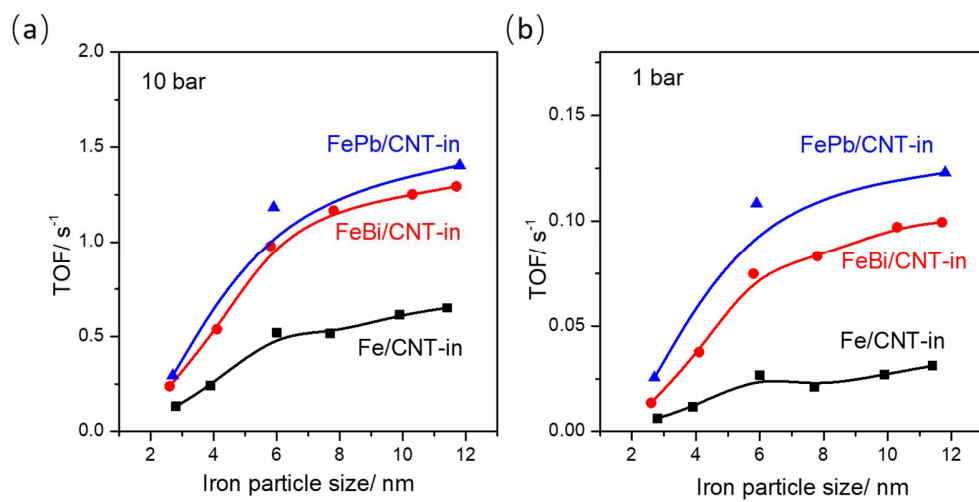 (a)
2.0
10 bar
FePb/CNT-in
1.5
FeBi/CNT-in
1.0
TOF/ s-1
0.5
Fe/CNT-in
0.0
2 4 6 8 10 12
Iron particle size/ nm
(b)
0.15
1 bar
FePb/CNT-in
0.10
FeBi/CNT-in
TOF/ s-1
0.05
Fe/CNT-in
0.00
2 4 6 8 10 12
Iron particle size/ nm